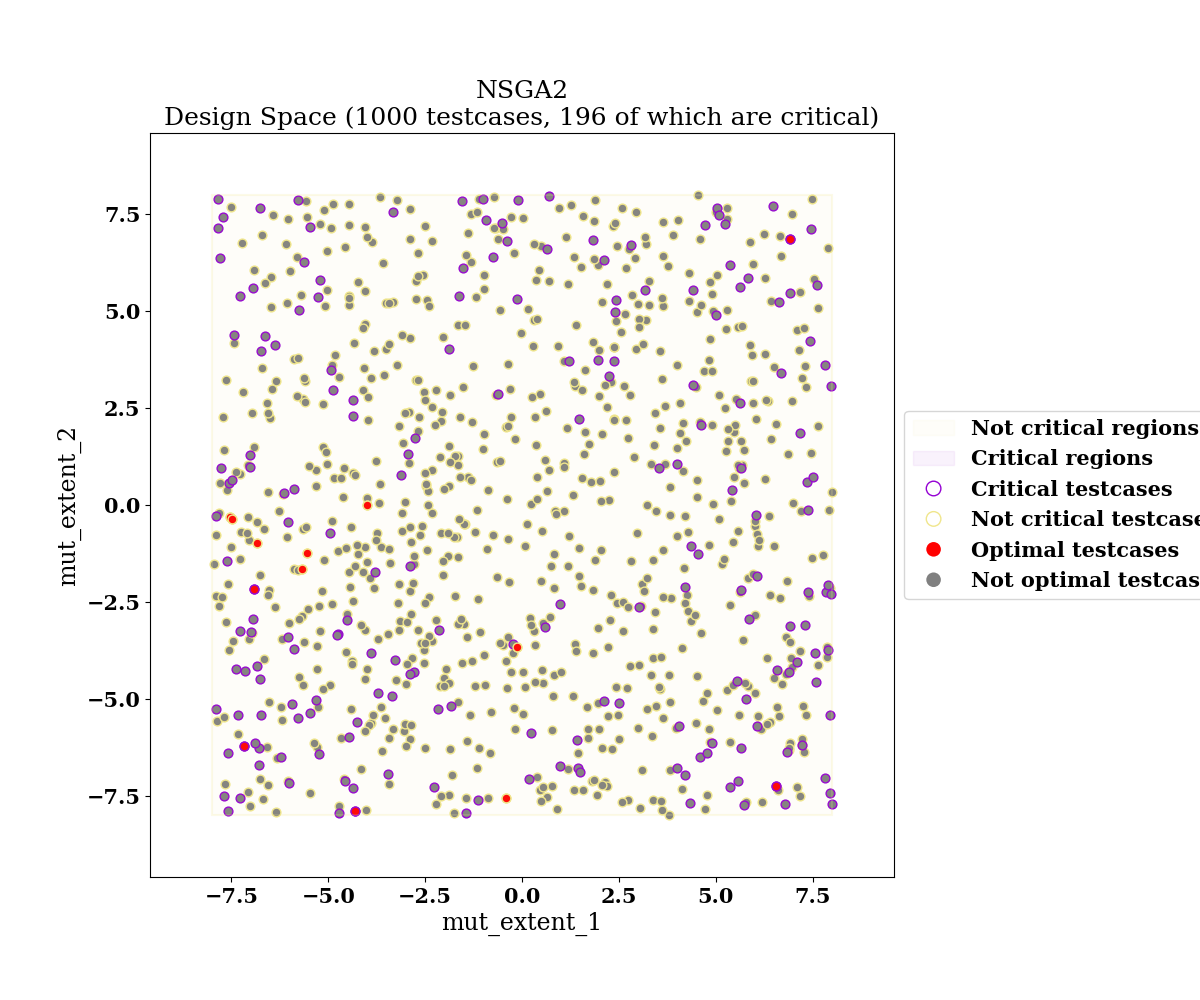 NSGA2
Design Space (1000 testcases, 196 of which are critical)
7.5
5.0
2.5
0.0
−2.5
−5.0
−7.5
mut_extent_2
−7.5 −5.0 −2.5 0.0 2.5 5.0 7.5
mut_extent_1
Not critical regions
Critical regions
Critical testcases
Not critical testcase
Optimal testcases
Not optimal testcas